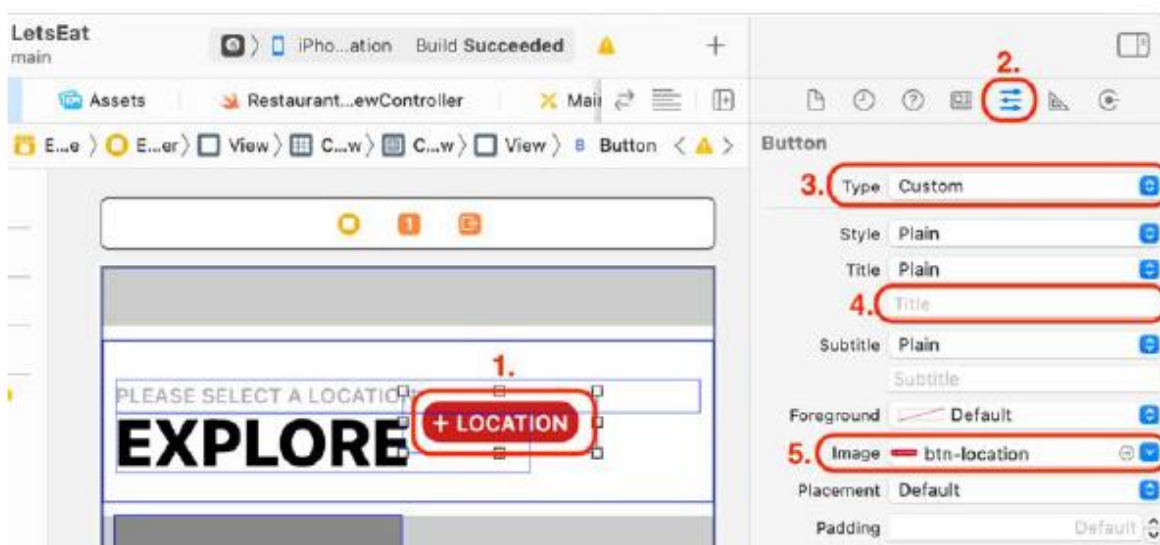 LetsEat
main
iPho...ation Build Succeeded
Assets
Restaurant...ewController
Mai
E...e
E...er
View
C...w
C...w
View
B Button
1
PLEASE SELECT A LOCATIO
EXPLORE
1.
+ LOCATION
2.
Button
3. Type Custom
Style Plain
Title Plain
4. Title
Subtitle Plain
Subtitle
Foreground Default
5. Image btn-location
Placement Default
Padding Default